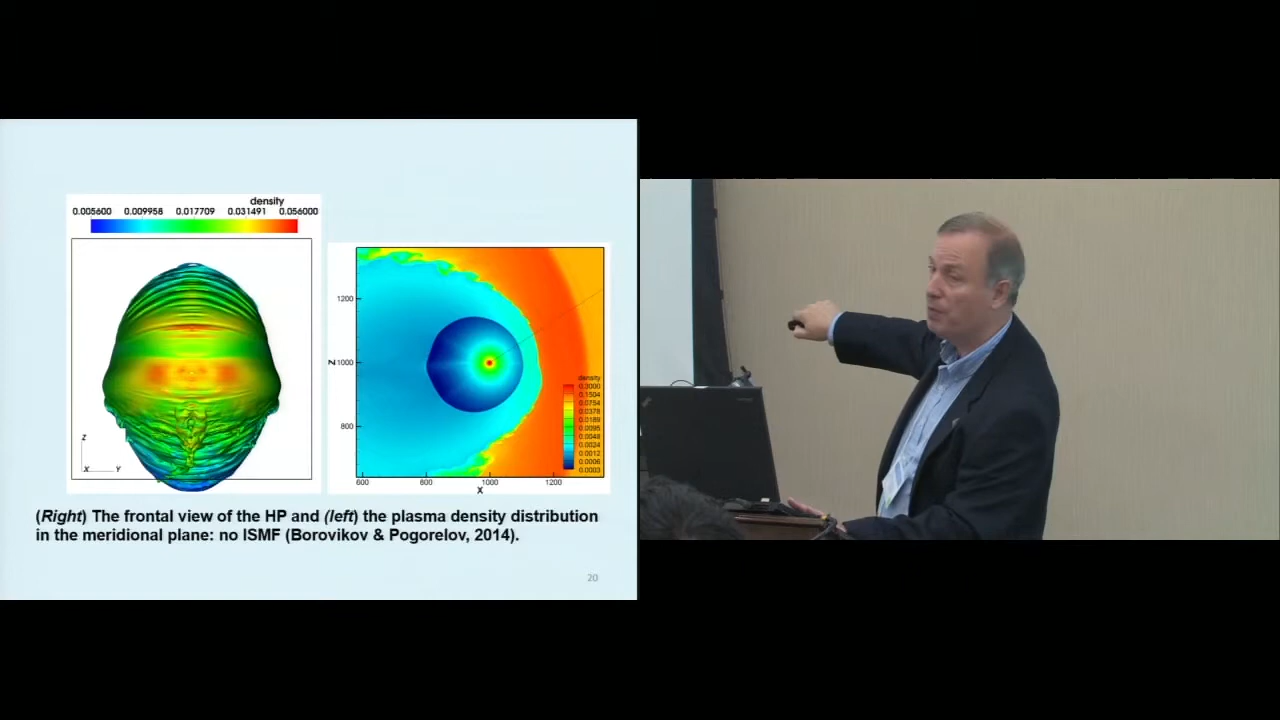 density
0.005600 0.009958 0.017709 0.031491 0.056000
Z
X Y
1200
Z 1000
800
600 800 1000 1200
X
density
0.3000
0.1504
0.0754
0.0378
0.0189
0.0095
0.0048
0.0024
0.0012
0.0006
0.0003
(Right) The frontal view of the HP and (left) the plasma density distribution
in the meridional plane: no ISMF (Borovikov & Pogorelov, 2014).
20